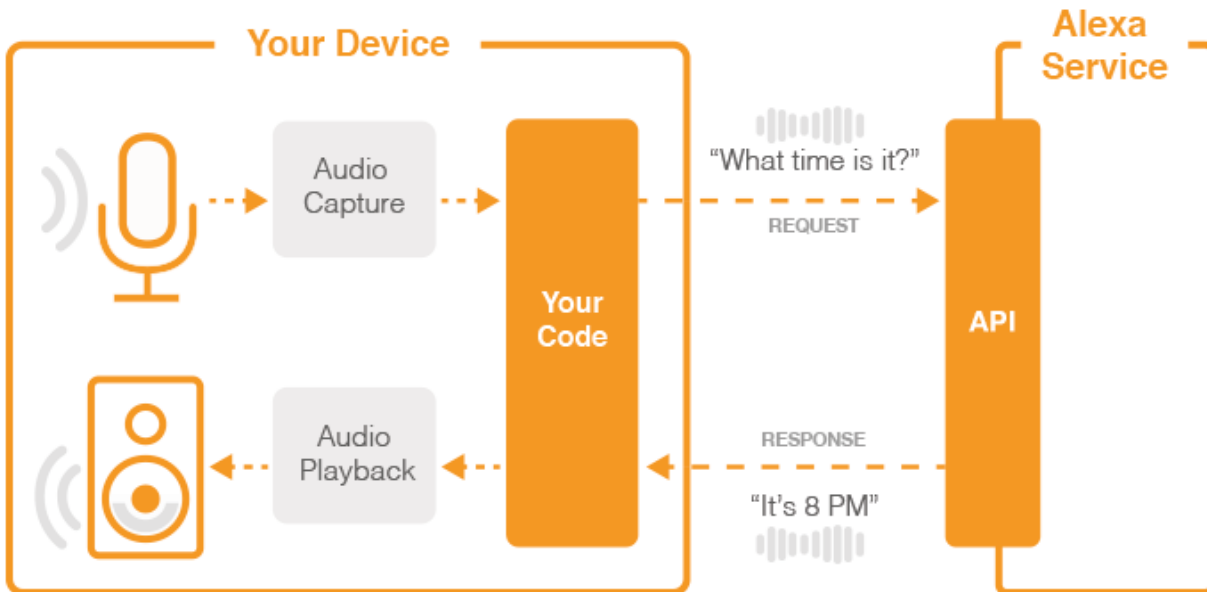 Your Device
Alexa
Service
Audio
Capture
“What time is it?”
REQUEST
Your
Code
API
Audio
Playback
RESPONSE
“It’s 8 PM”